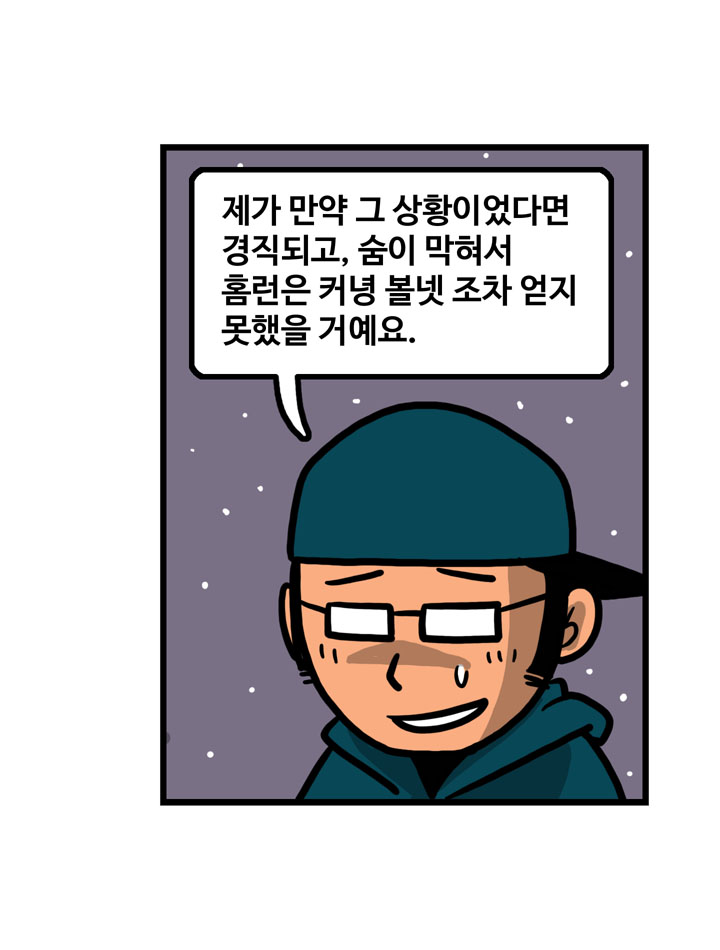 제가 만약 그 상황이었다면
경직되고, 숨이 막혀서
홈런은 커녕 볼넷 조차 얻지
못했을 거예요.